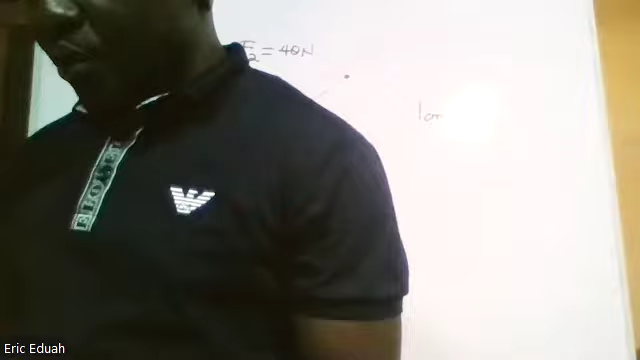 F₂ = 40N
1cm
Eric Eduah